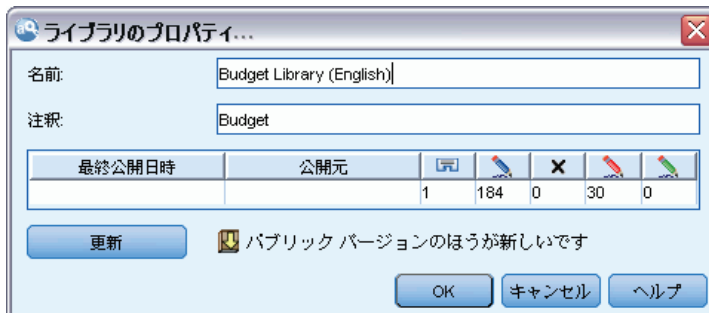 ライブラリのプロパティ...
名前:
Budget Library (English)
注釈:
Budget
最終公開日時 公開元
1 184 0 30 0
更新 パブリック バージョンのほうが新しいです
OK キャンセル ヘルプ